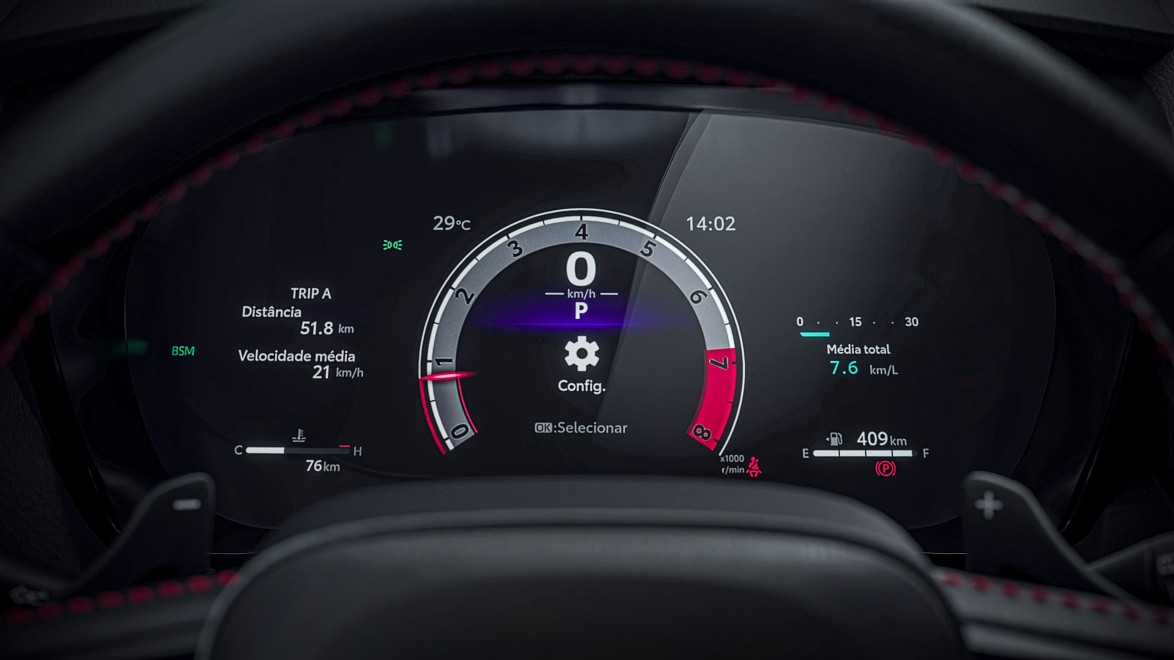 29°C
14:02
TRIP A
Distância
51.8 km
Velocidade média
21 km/h
BSM
0 1 2 3 4 5 6 7 8
0
km/h
P
Config.
OK:Selecionar
x1000
r/min
0 15 30
Média total
7.6 km/L
C H
76km
409km
E F
(P)